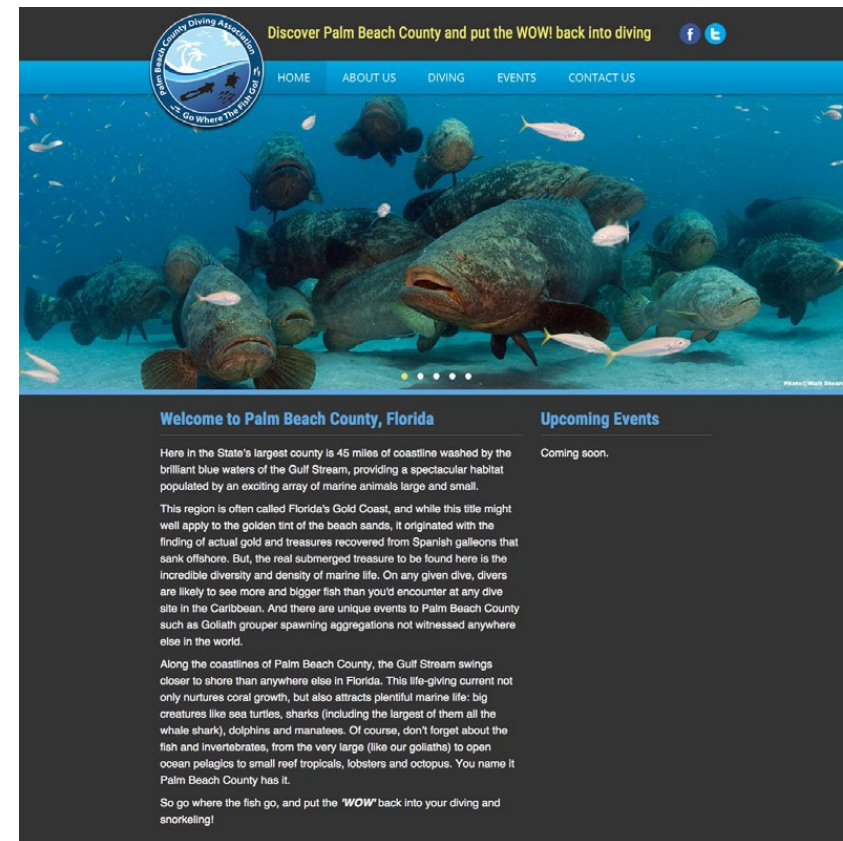 Palm Beach County Diving Association
Go Where The Fish Go!
Discover Palm Beach County and put the WOW! back into diving
HOME ABOUT US DIVING EVENTS CONTACT US
Photo©Walt Stearns
Welcome to Palm Beach County, Florida
Here in the State's largest county is 45 miles of coastline washed by the
brilliant blue waters of the Gulf Stream, providing a spectacular habitat
populated by an exciting array of marine animals large and small.
This region is often called Florida's Gold Coast, and while this title might
well apply to the golden tint of the beach sands, it originated with the
finding of actual gold and treasures recovered from Spanish galleons that
sank offshore. But, the real submerged treasure to be found here is the
incredible diversity and density of marine life. On any given dive, divers
are likely to see more and bigger fish than you'd encounter at any dive
site in the Caribbean. And there are unique events to Palm Beach County
such as Goliath grouper spawning aggregations not witnessed anywhere
else in the world.
Along the coastlines of Palm Beach County, the Gulf Stream swings
closer to shore than anywhere else in Florida. This life-giving current not
only nurtures coral growth, but also attracts plentiful marine life: big
creatures like sea turtles, sharks (including the largest of them all the
whale shark), dolphins and manatees. Of course, don't forget about the
fish and invertebrates, from the very large (like our goliaths) to open
ocean pelagics to small reef tropicals, lobsters and octopus. You name it
Palm Beach County has it.
So go where the fish go, and put the 'WOW' back into your diving and
snorkeling!
Upcoming Events
Coming soon.